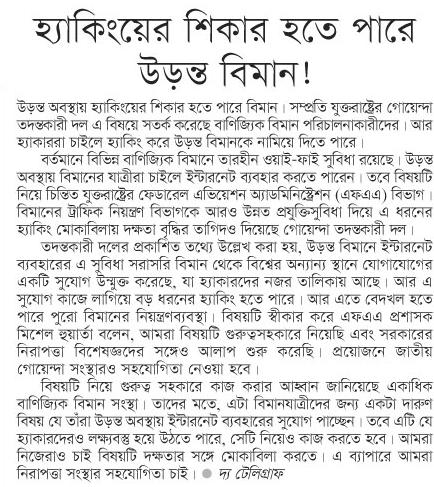 হ্যাকিংয়ের শিকার হতে পারে
উড়ন্ত বিমান!
উড়ন্ত অবস্থায় হ্যাকিংয়ের শিকার হতে পারে বিমান। সম্প্রতি যুক্তরাষ্ট্রের গোয়েন্দা
তদন্তকারী দল এ বিষয়ে সতর্ক করেছে বাণিজ্যিক বিমান পরিচালনাকারীদের। আর
হ্যাকাররা চাইলে হ্যাকিং করে উড়ন্ত বিমানকে নামিয়ে দিতে পারে।
বর্তমানে বিভিন্ন বাণিজ্যিক বিমানে তারহীন ওয়াই-ফাই সুবিধা রয়েছে। উড়ন্ত
অবস্থায় বিমানের যাত্রীরা চাইলে ইন্টারনেট ব্যবহার করতে পারেন। তবে বিষয়টি
নিয়ে চিন্তিত যুক্তরাষ্ট্রের ফেডারেল এভিয়েশন অ্যাডমিনিস্ট্রেশন (এফএএ) বিভাগ।
বিমানের ট্রাফিক নিয়ন্ত্রণ বিভাগকে আরও উন্নত প্রযুক্তিসুবিধা দিয়ে এ ধরনের
হ্যাকিং মোকাবিলায় দক্ষতা বৃদ্ধির তাগিদও দিয়েছে গোয়েন্দা তদন্তকারী দল।
তদন্তকারী দলের প্রকাশিত তথ্যে উল্লেখ করা হয়, উড়ন্ত বিমানে ইন্টারনেট
ব্যবহারের এ সুবিধা সরাসরি বিমান থেকে বিশ্বের অন্যান্য স্থানে যোগাযোগের
একটি সুযোগ উন্মুক্ত করেছে, যা হ্যাকারদের নজর তালিকায় আছে। আর এ
সুযোগ কাজে লাগিয়ে বড় ধরনের হ্যাকিং হতে পারে। আর এতে বেদখল হতে
পারে পুরো বিমানের নিয়ন্ত্রণব্যবস্থা। বিষয়টি স্বীকার করে এফএএ প্রশাসক
মিশেল হুয়ার্তা বলেন, আমরা বিষয়টি গুরুত্বসহকারে নিয়েছি এবং সরকারের
নিরাপত্তা বিশেষজ্ঞদের সঙ্গেও আলাপ শুরু করেছি। প্রয়োজনে জাতীয়
গোয়েন্দা সংস্থারও সহযোগিতা নেওয়া হবে।
বিষয়টি নিয়ে গুরুত্ব সহকারে কাজ করার আহ্বান জানিয়েছে একাধিক
বাণিজ্যিক বিমান সংস্থা। তাদের মতে, এটা বিমানযাত্রীদের জন্য একটা দারুণ
বিষয় যে তাঁরা উড়ন্ত অবস্থায় ইন্টারনেট ব্যবহারের সুযোগ পাচ্ছেন। তবে এটি যে
হ্যাকারদেরও লক্ষ্যবস্তু হয়ে উঠতে পারে, সেটি নিয়েও কাজ করতে হবে। আমরা
নিজেরাও চাই বিষয়টি দক্ষতার সঙ্গে মোকাবিলা করতে। এ ব্যাপারে আমরা
নিরাপত্তা সংস্থার সহযোগিতা চাই। ● দ্য টেলিগ্রাফ